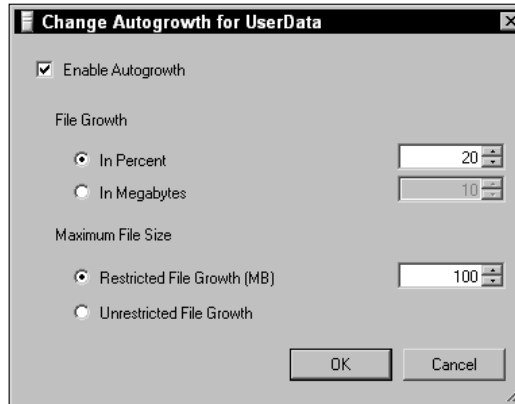 Change Autogrowth for UserData
Enable Autogrowth
File Growth
In Percent 20
In Megabytes 10
Maximum File Size
Restricted File Growth (MB) 100
Unrestricted File Growth
OK Cancel